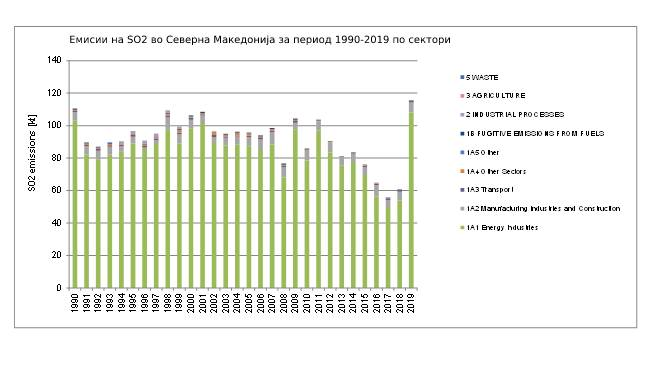 Емисии на SO2 во Северна Македонија за период 1990-2019 по сектори
SO2 emissions [kt]
140
120
100
80
60
40
20
0
1990 1991 1992 1993 1994 1995 1996 1997 1998 1999 2000 2001 2002 2003 2004 2005 2006 2007 2008 2009 2010 2011 2012 2013 2014 2015 2016 2017 2018 2019
5 WASTE
3 AGRICULTURE
2 INDUSTRIAL PROCESSES
1B FUGITIVE EMISSIONS FROM FUELS
1A5 Other
1A4 Other Sectors
1A3 Transport
1A2 Manufacturing Industries and Construction
1A1 Energy Industries